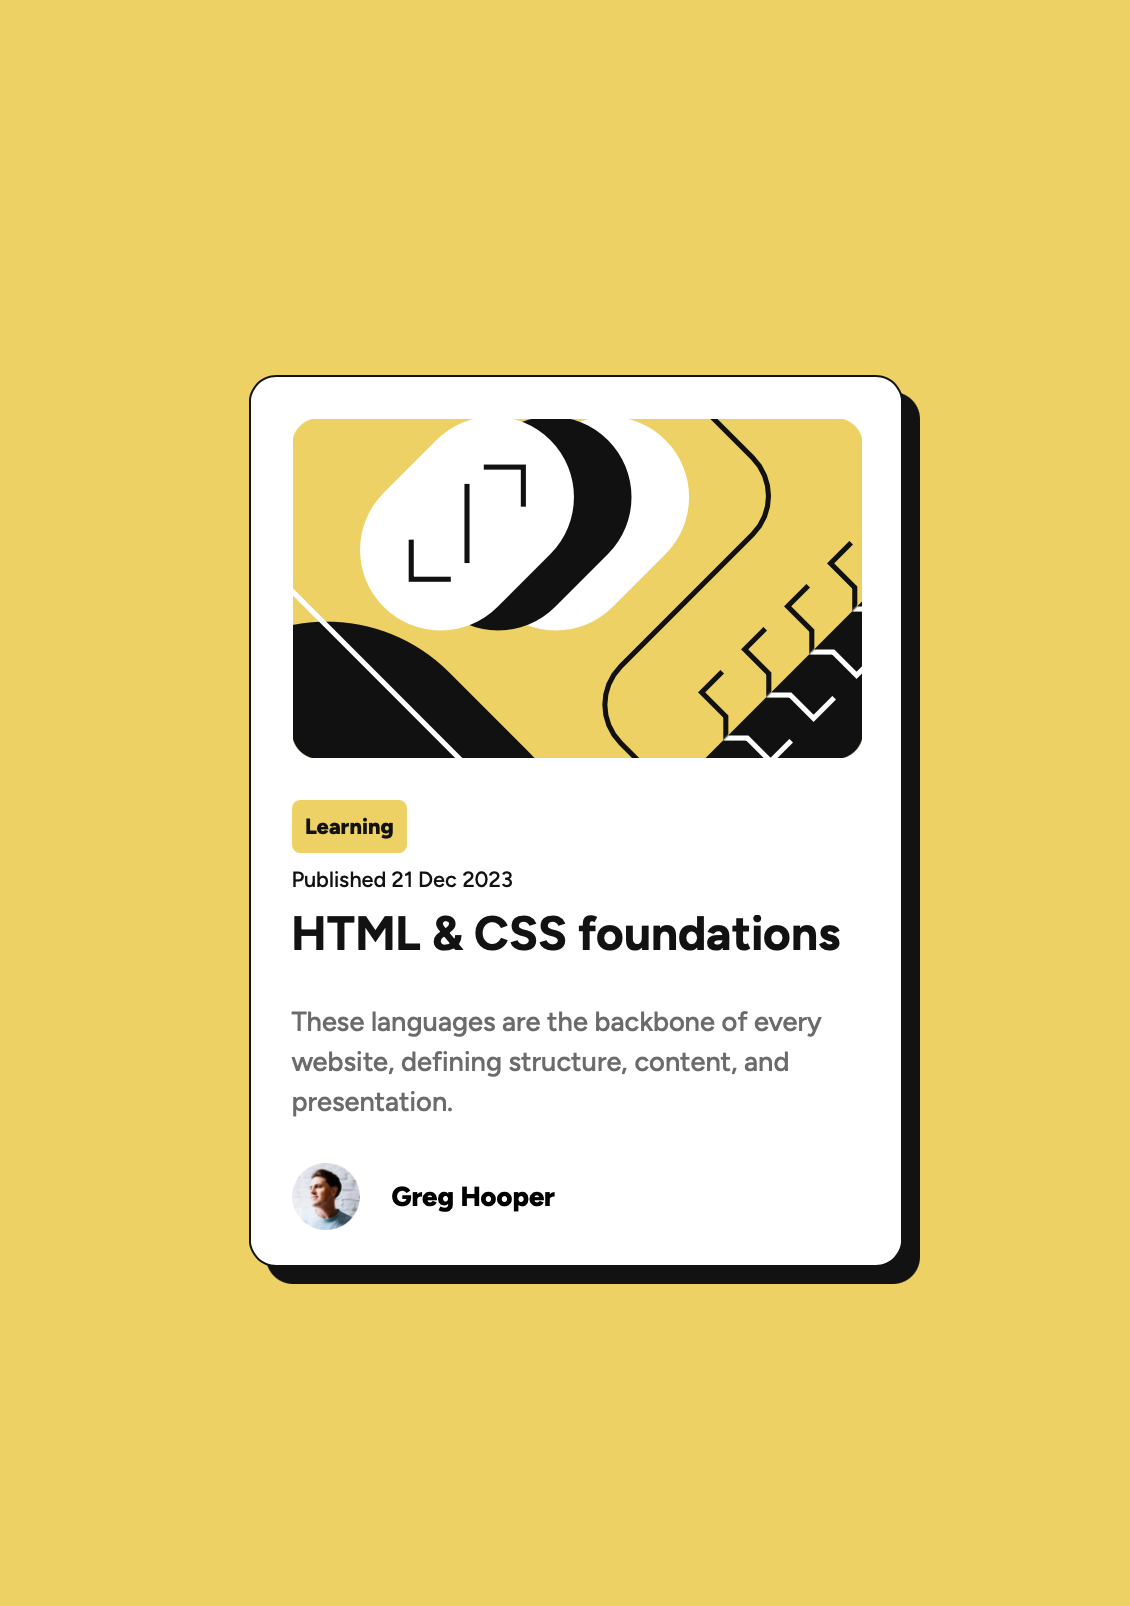 Learning
Published 21 Dec 2023
HTML & CSS foundations
These languages are the backbone of every
website, defining structure, content, and
presentation.
Greg Hooper